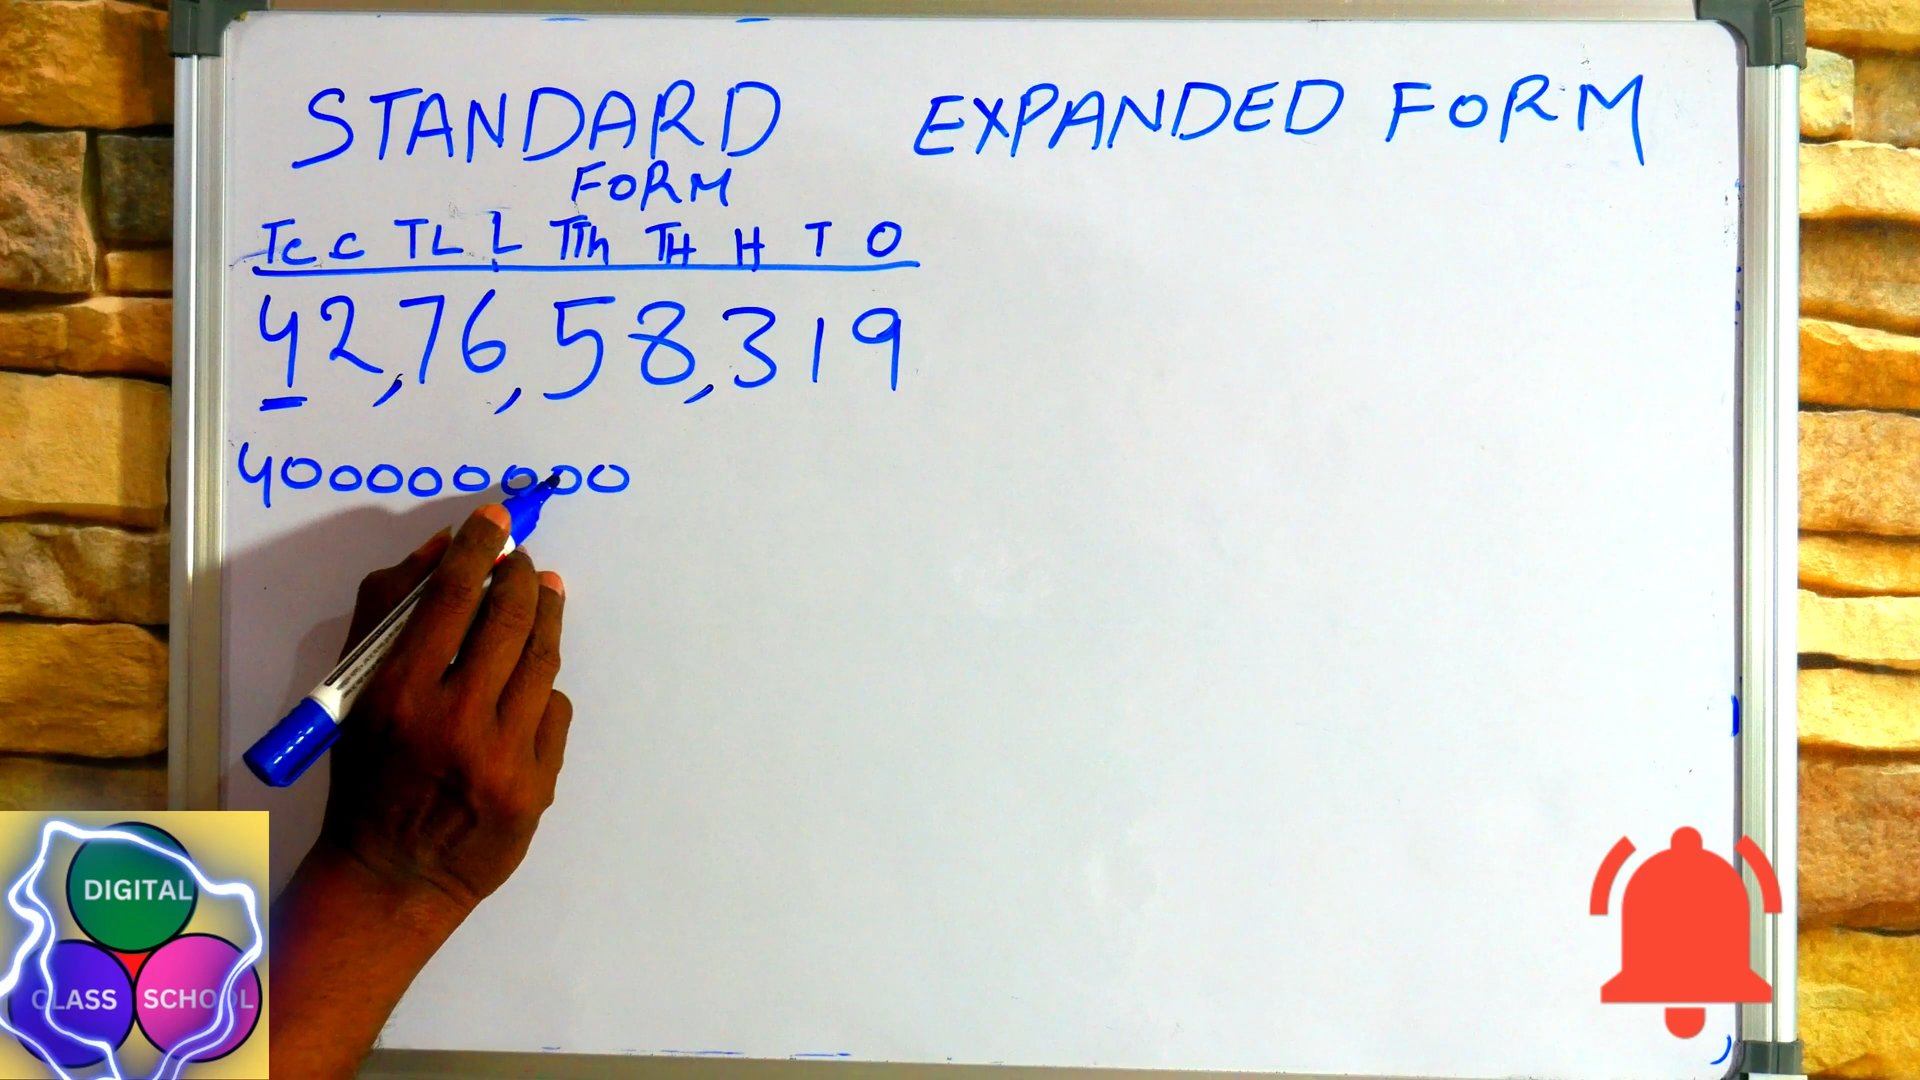 STANDARD EXPANDED FORM
FORM
TC C TL L TTh TH H T O
42,76,58,319
400000000
DIGITAL
CLASS SCHOOL